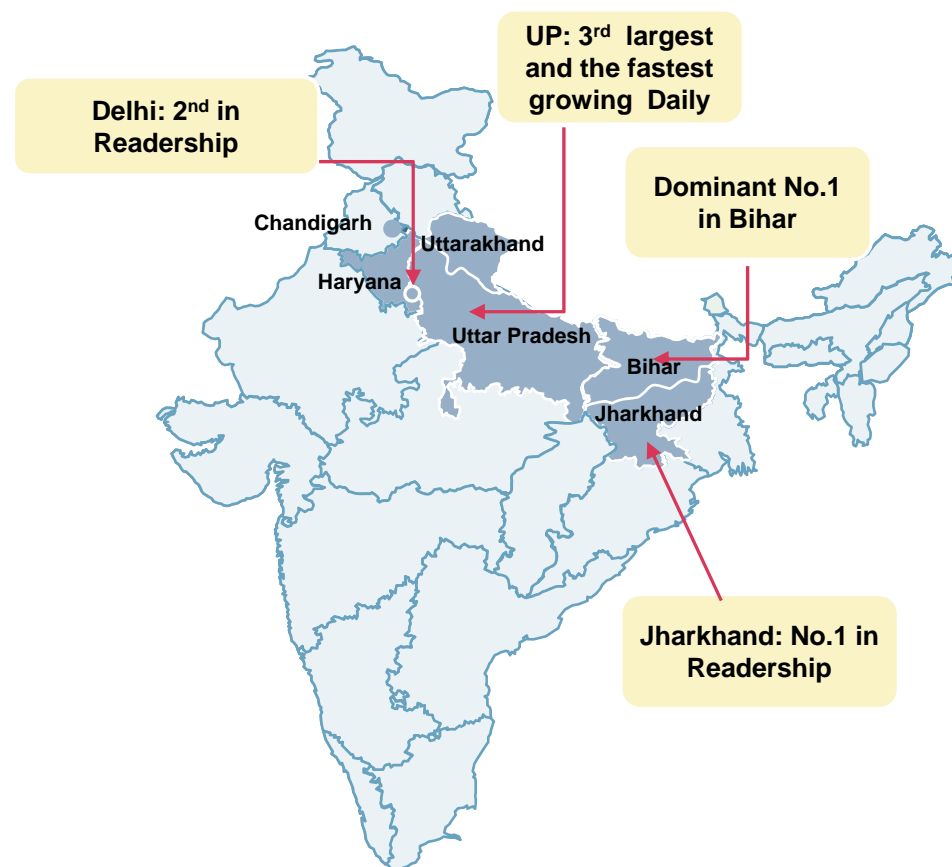 UP: 3rd largest
and the fastest
growing Daily
Delhi: 2nd in
Readership
Dominant No.1
in Bihar
Chandigarh
Uttarakhand
Haryana
Uttar Pradesh
Bihar
Jharkhand
Jharkhand: No.1 in
Readership